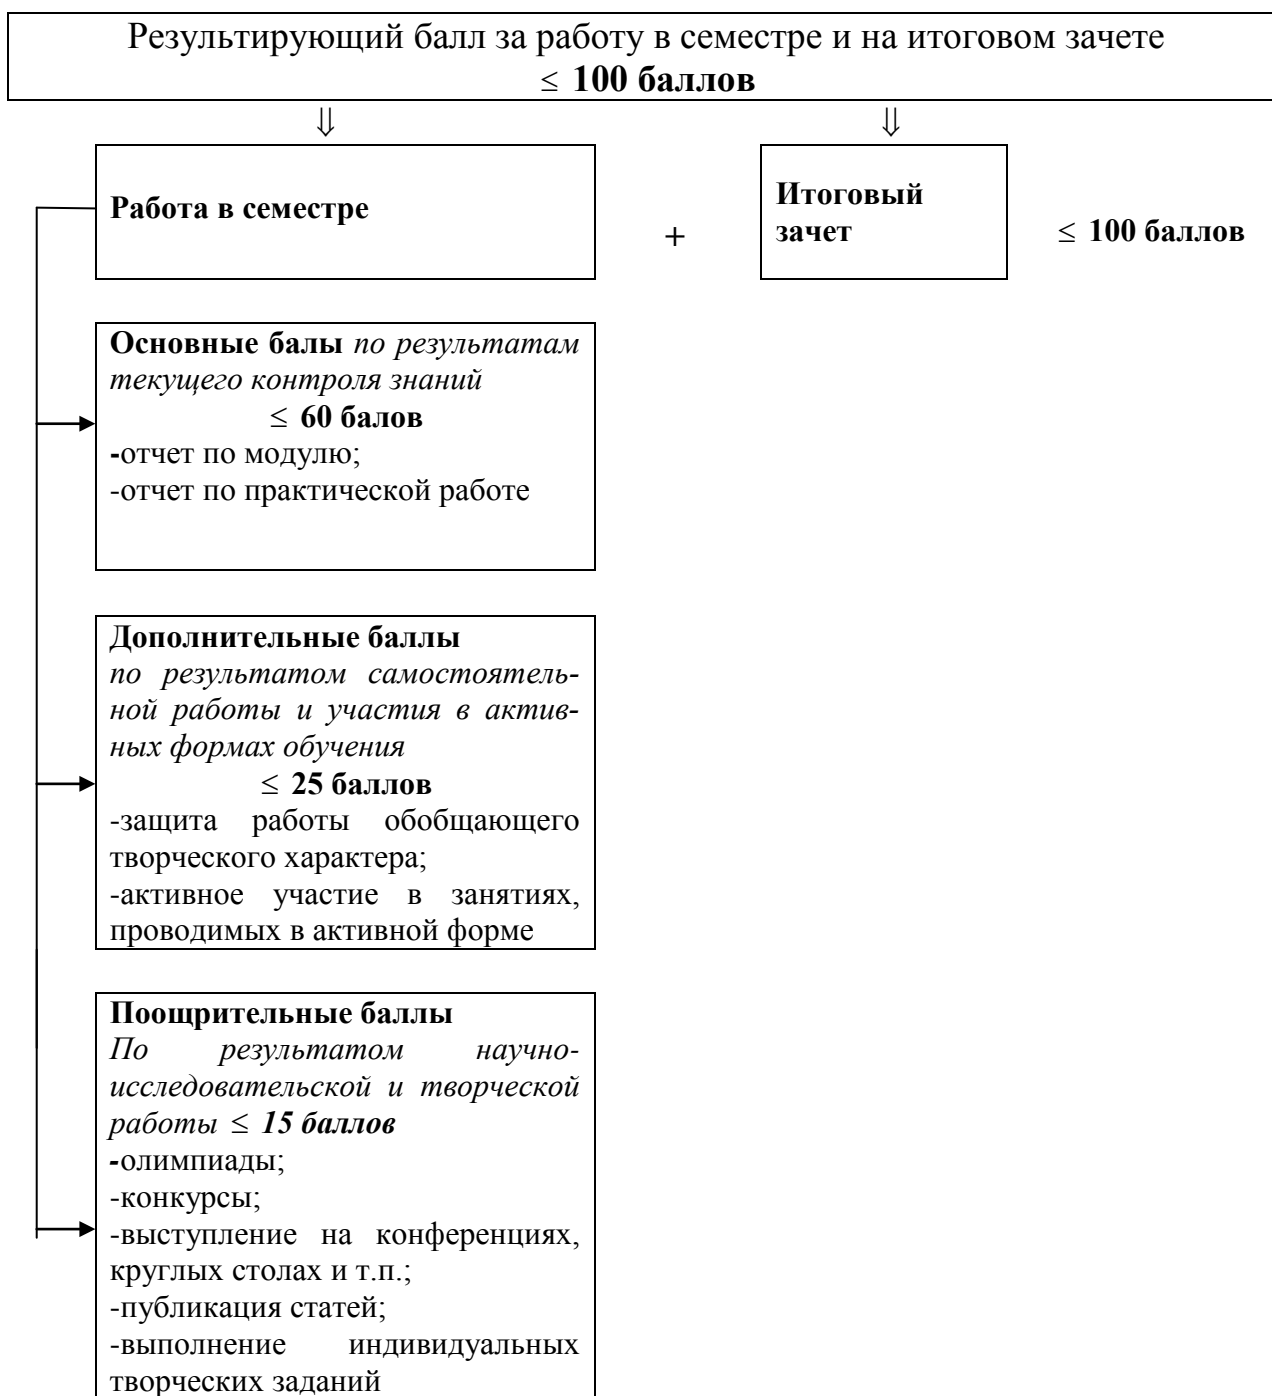 Результирующий балл за работу в семестре и на итоговом зачете
≤ 100 баллов
⇓ ⇓
Работа в семестре
+
Итоговый
зачет
≤ 100 баллов
Основные балы по результатам
текущего контроля знаний
≤ 60 балов
-отчет по модулю;
-отчет по практической работе
Дополнительные баллы
по результатом самостоятель-
ной работы и участия в актив-
ных формах обучения
≤ 25 баллов
-защита работы обобщающего
творческого характера;
-активное участие в занятиях,
проводимых в активной форме
Поощрительные баллы
По результатом научно-
исследовательской и творческой
работы ≤ 15 баллов
-олимпиады;
-конкурсы;
-выступление на конференциях,
круглых столах и т.п.;
-публикация статей;
-выполнение индивидуальных
творческих заданий